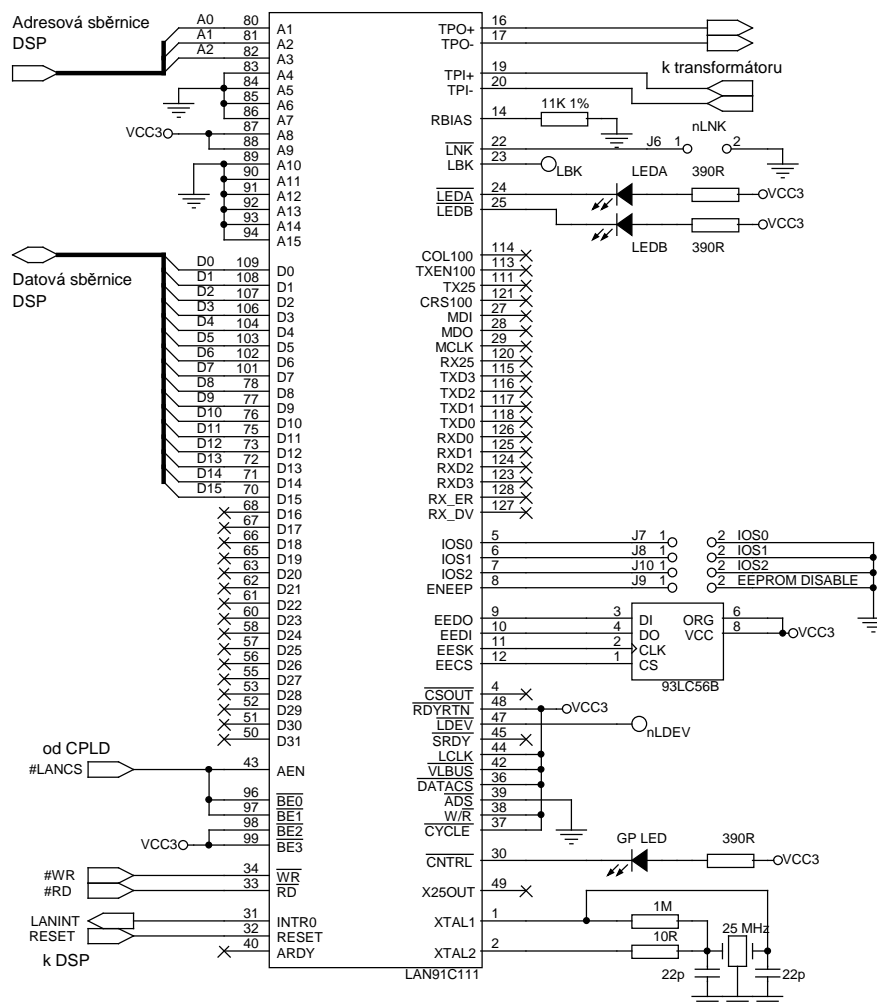 Adresová sběrnice
DSP
A0 80 A1
A1 81 A2
A2 82 A3
83 A4
84 A5
85 A6
86 A7
VCC3 87 A8
88 A9
89 A10
90 A11
91 A12
92 A13
93 A14
94 A15
Datová sběrnice
DSP
D0 109 D0
D1 108 D1
D2 107 D2
D3 106 D3
D4 104 D4
D5 103 D5
D6 102 D6
D7 101 D7
D8 78 D8
D9 77 D9
D10 76 D10
D11 75 D11
D12 73 D12
D13 72 D13
D14 71 D14
D15 70 D15
68 D16
67 D17
66 D18
65 D19
63 D20
62 D21
61 D22
60 D23
58 D24
57 D25
56 D26
55 D27
53 D28
52 D29
51 D30
50 D31
od CPLD
#LANCS 43 AEN
96 BE0
97 BE1
98 BE2
VCC3 99 BE3
#WR 34 WR
#RD 33 RD
LANINT 31 INTR0
RESET 32 RESET
40 ARDY
k DSP
TPO+ 16
TPO- 17
TPI+ 19
k transformátoru
TPI- 20
RBIAS 14 11K 1%
nLNK
LNK 22 J6 1 2
LBK 23 LBK
LEDA 24 LEDA 390R VCC3
LEDB 25 LEDB 390R VCC3
COL100 114
TXEN100 113
TX25 111
CRS100 121
MDI 27
MDO 28
MCLK 29
RX25 120
TXD3 115
TXD2 116
TXD1 117
TXD0 118
RXD0 126
RXD1 125
RXD2 124
RXD3 123
RX_ER 128
RX_DV 127
IOS0 5 J7 1 2 IOS0
IOS1 6 J8 1 2 IOS1
IOS2 7 J10 1 2 IOS2
ENEEP 8 J9 1 2 EEPROM DISABLE
EEDO 9 3 DI ORG 6
EEDI 10 4 DO VCC 8 VCC3
EESK 11 2 CLK
EECS 12 1 CS
93LC56B
CSOUT 4
RDYRTN 48 VCC3
LDEV 47 nLDEV
SRDY 45
LCLK 44
VLBUS 42
DATACS 36
ADS 39
W/R 38
CYCLE 37
GP LED 390R
CNTRL 30 VCC3
X25OUT 49
XTAL1 1 1M
10R 25 MHz
XTAL2 2
22p 22p
LAN91C111